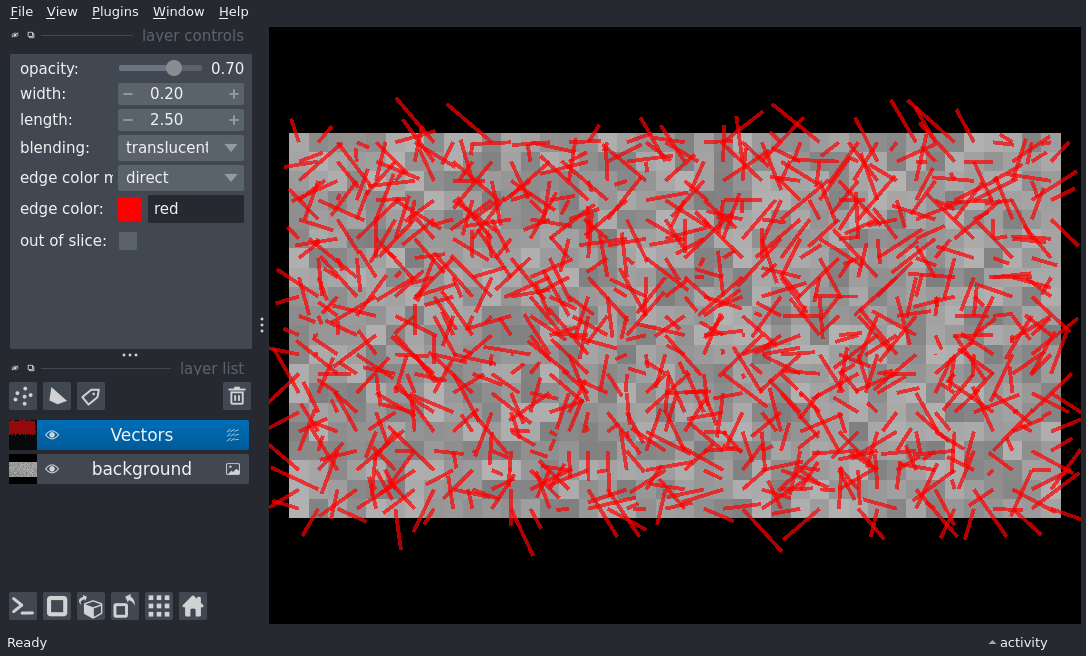 File View Plugins Window Help
layer controls
opacity: 0.70
width: 0.20
length: 2.50
blending: translucent
edge color m direct
edge color: red
out of slice:
layer list
Vectors
background
Ready activity